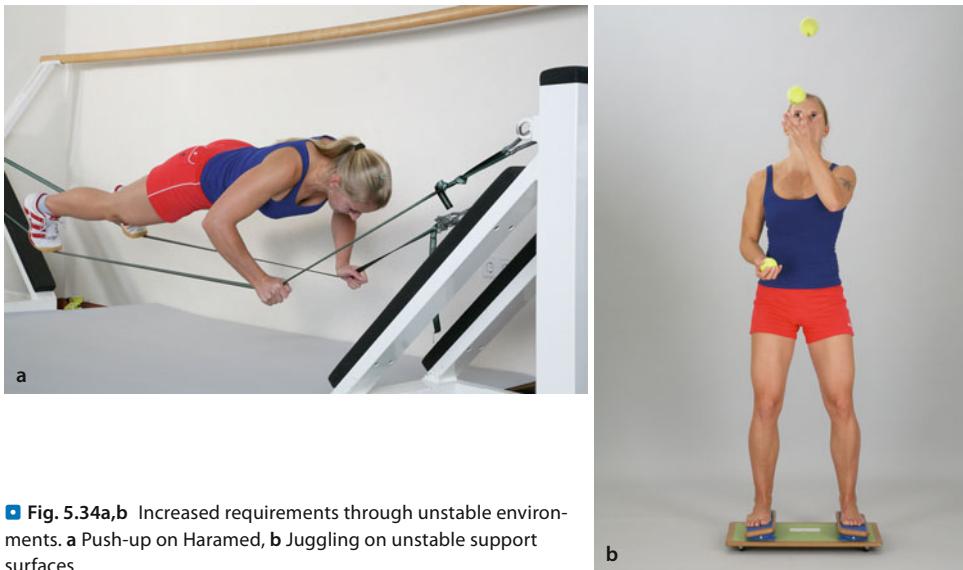 a
b
Fig. 5.34a,b Increased requirements through unstable environ-
ments. a Push-up on Haramed, b Juggling on unstable support
surfaces